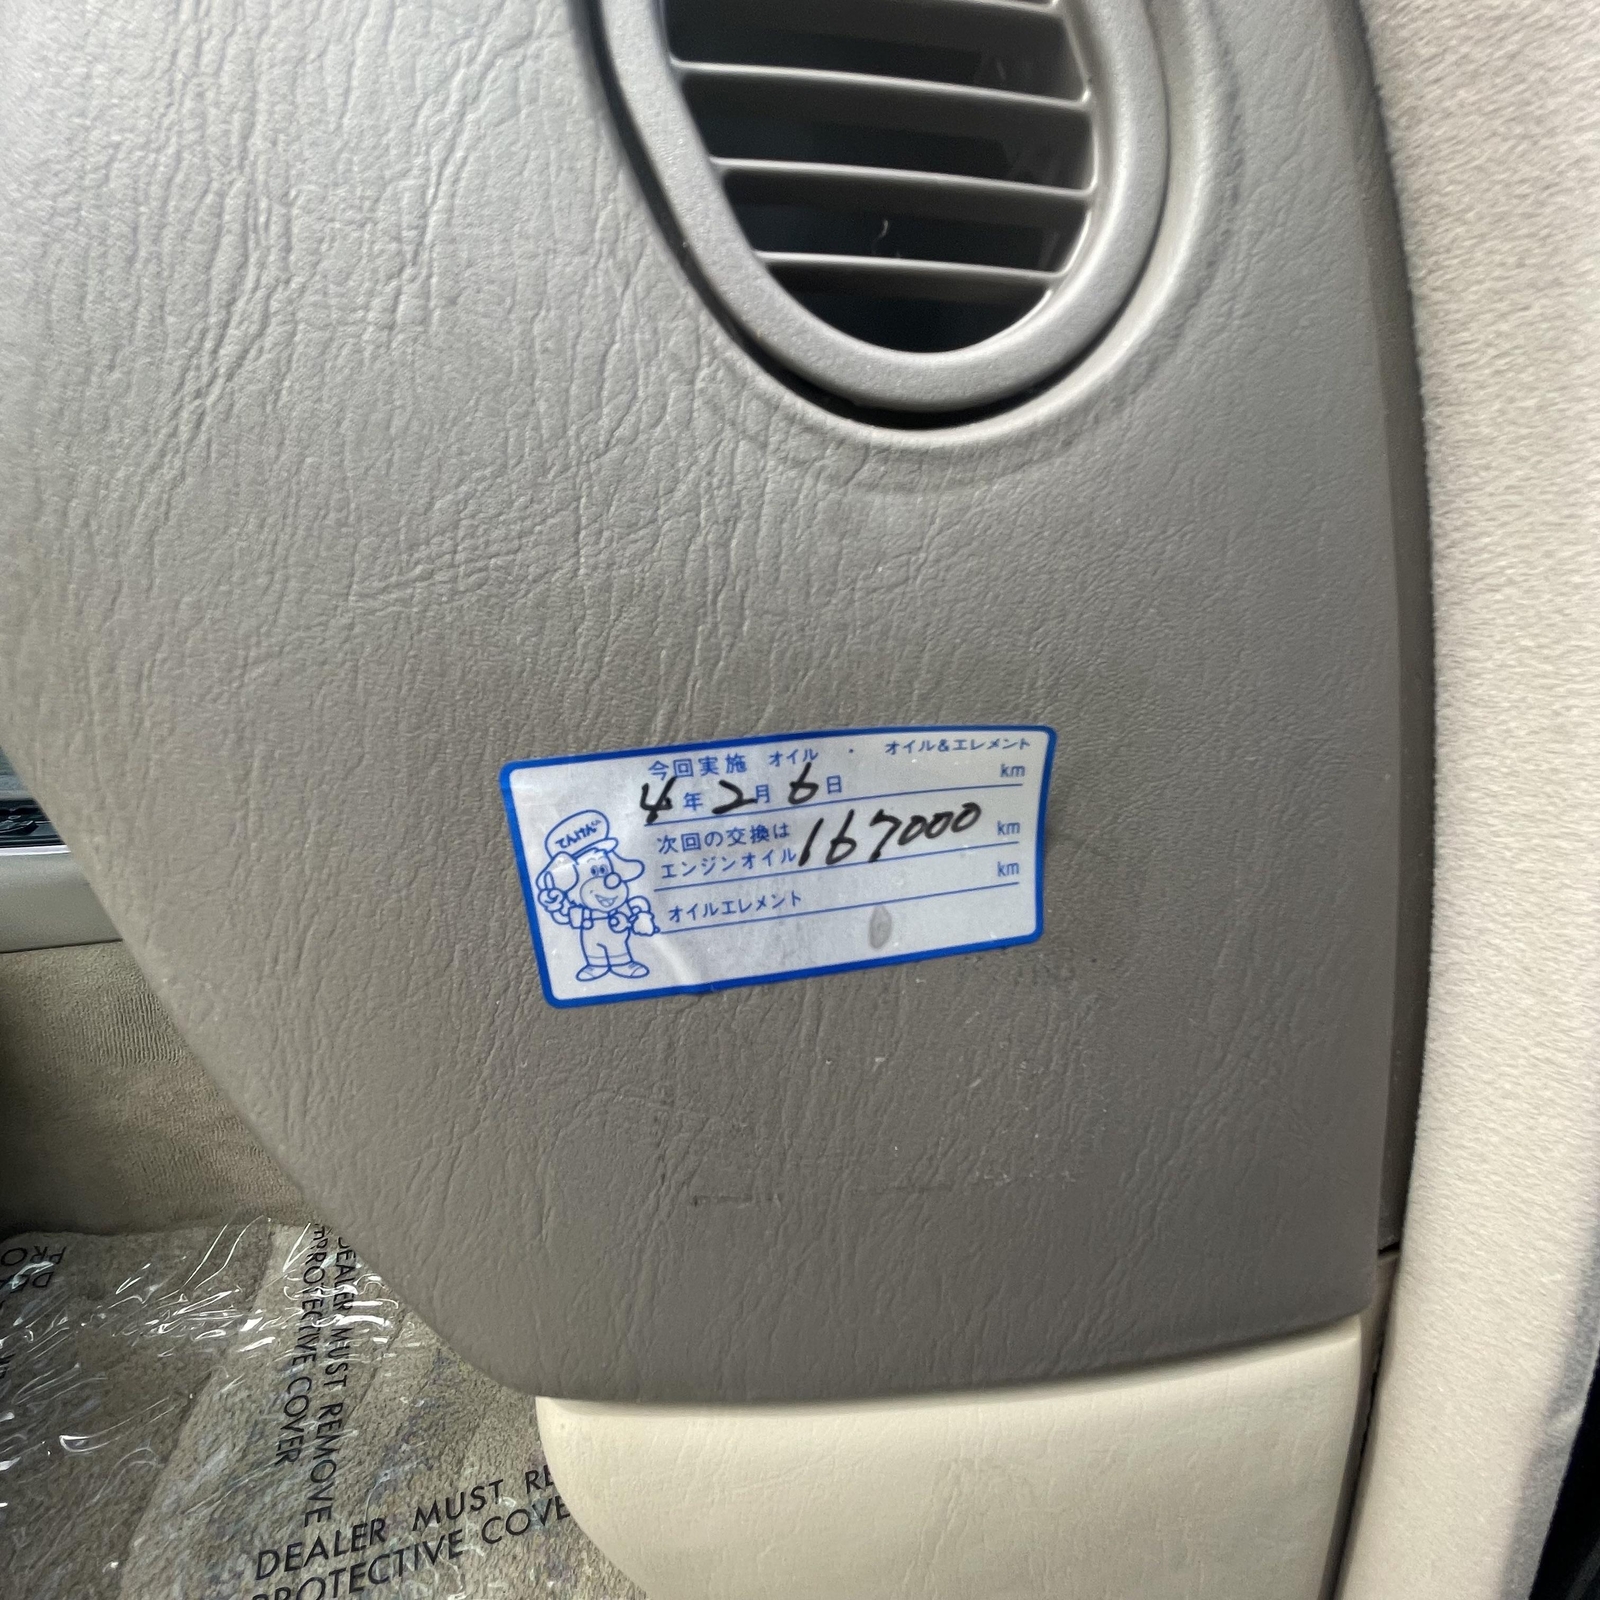 今回実施 オイル ・ オイル&エレメント
4年 2月 6日 km
てんけんくん
次回の交換は
エンジンオイル 167000 km
オイルエレメント km
DEALER MUST REMOVE
PROTECTIVE COVER
DEALER MUST RE
PROTECTIVE COVE